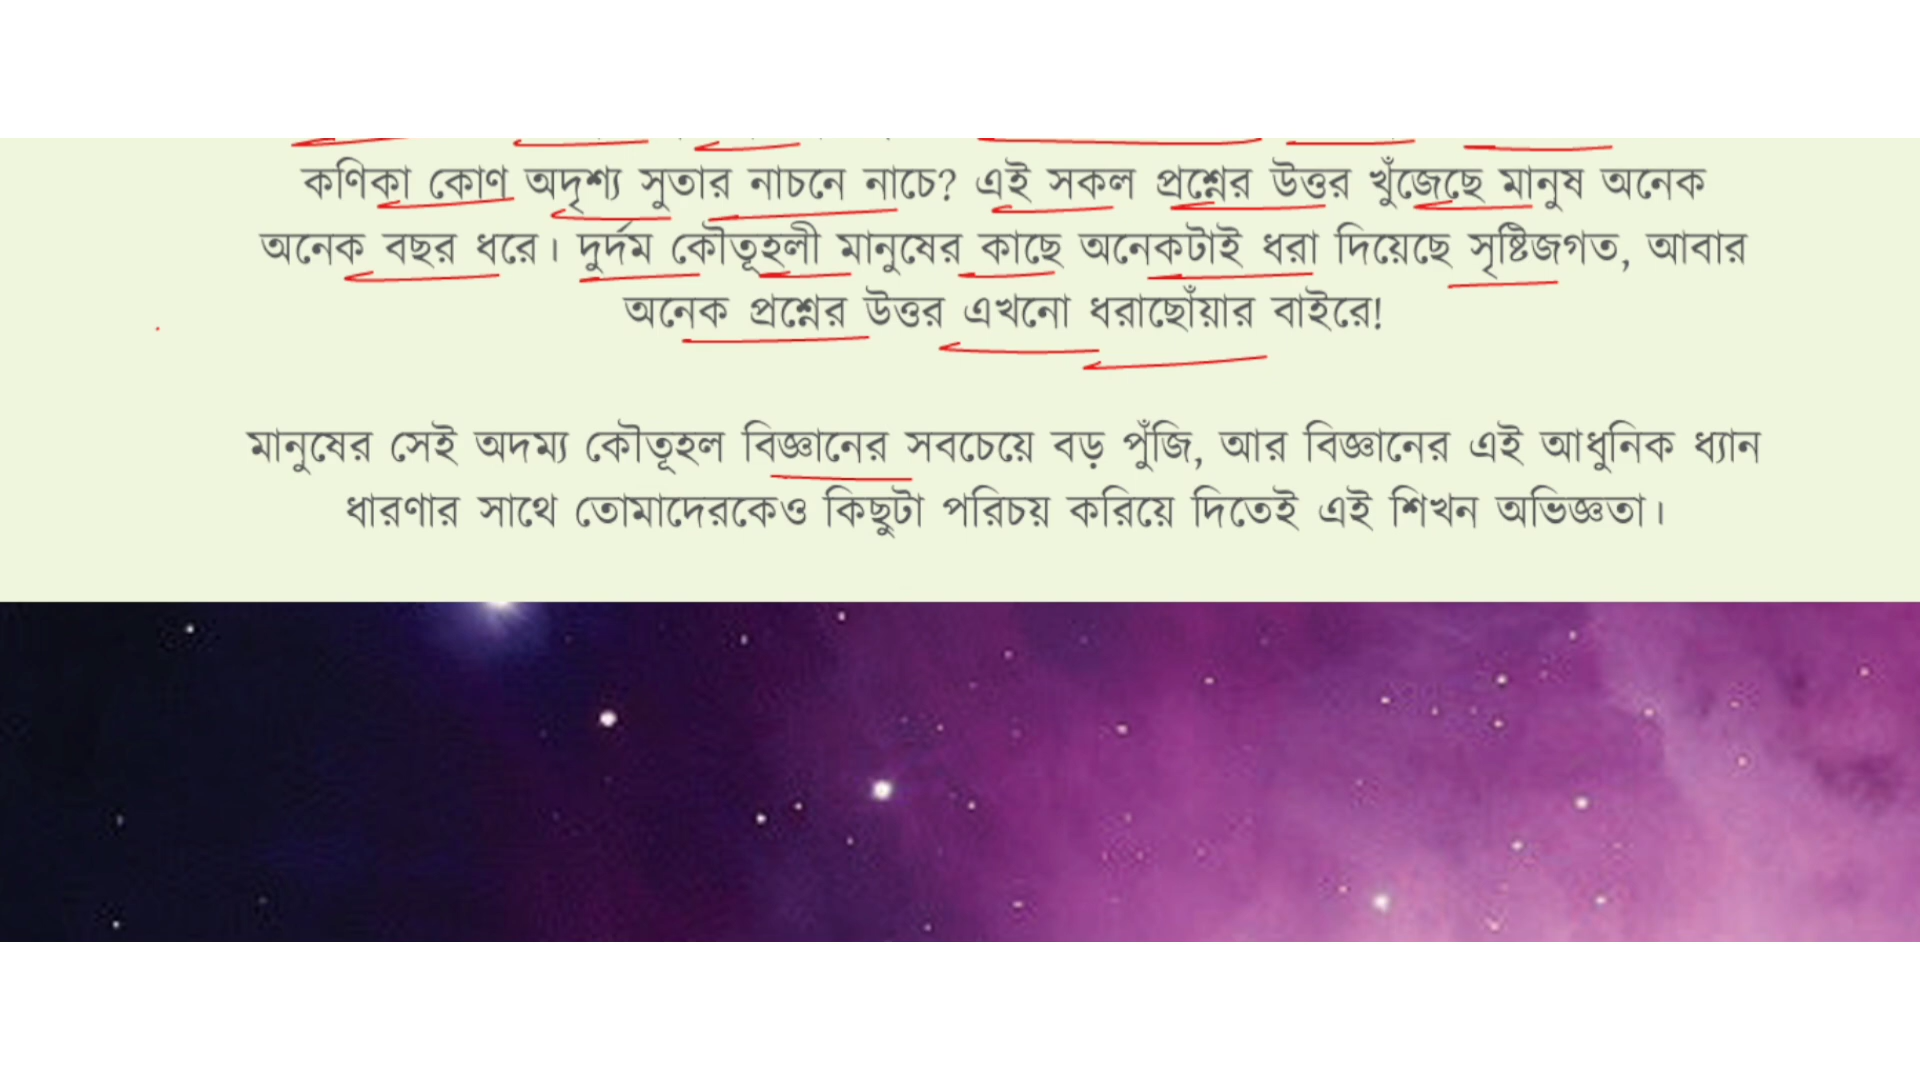 কণিকা কোণ অদৃশ্য সুতার নাচনে নাচে? এই সকল প্রশ্নের উত্তর খুঁজেছে মানুষ অনেক
অনেক বছর ধরে। দুর্দম কৌতূহলী মানুষের কাছে অনেকটাই ধরা দিয়েছে সৃষ্টিজগত, আবার
অনেক প্রশ্নের উত্তর এখনো ধরাছোঁয়ার বাইরে!
মানুষের সেই অদম্য কৌতূহল বিজ্ঞানের সবচেয়ে বড় পুঁজি, আর বিজ্ঞানের এই আধুনিক ধ্যান
ধারণার সাথে তোমাদেরকেও কিছুটা পরিচয় করিয়ে দিতেই এই শিখন অভিজ্ঞতা।